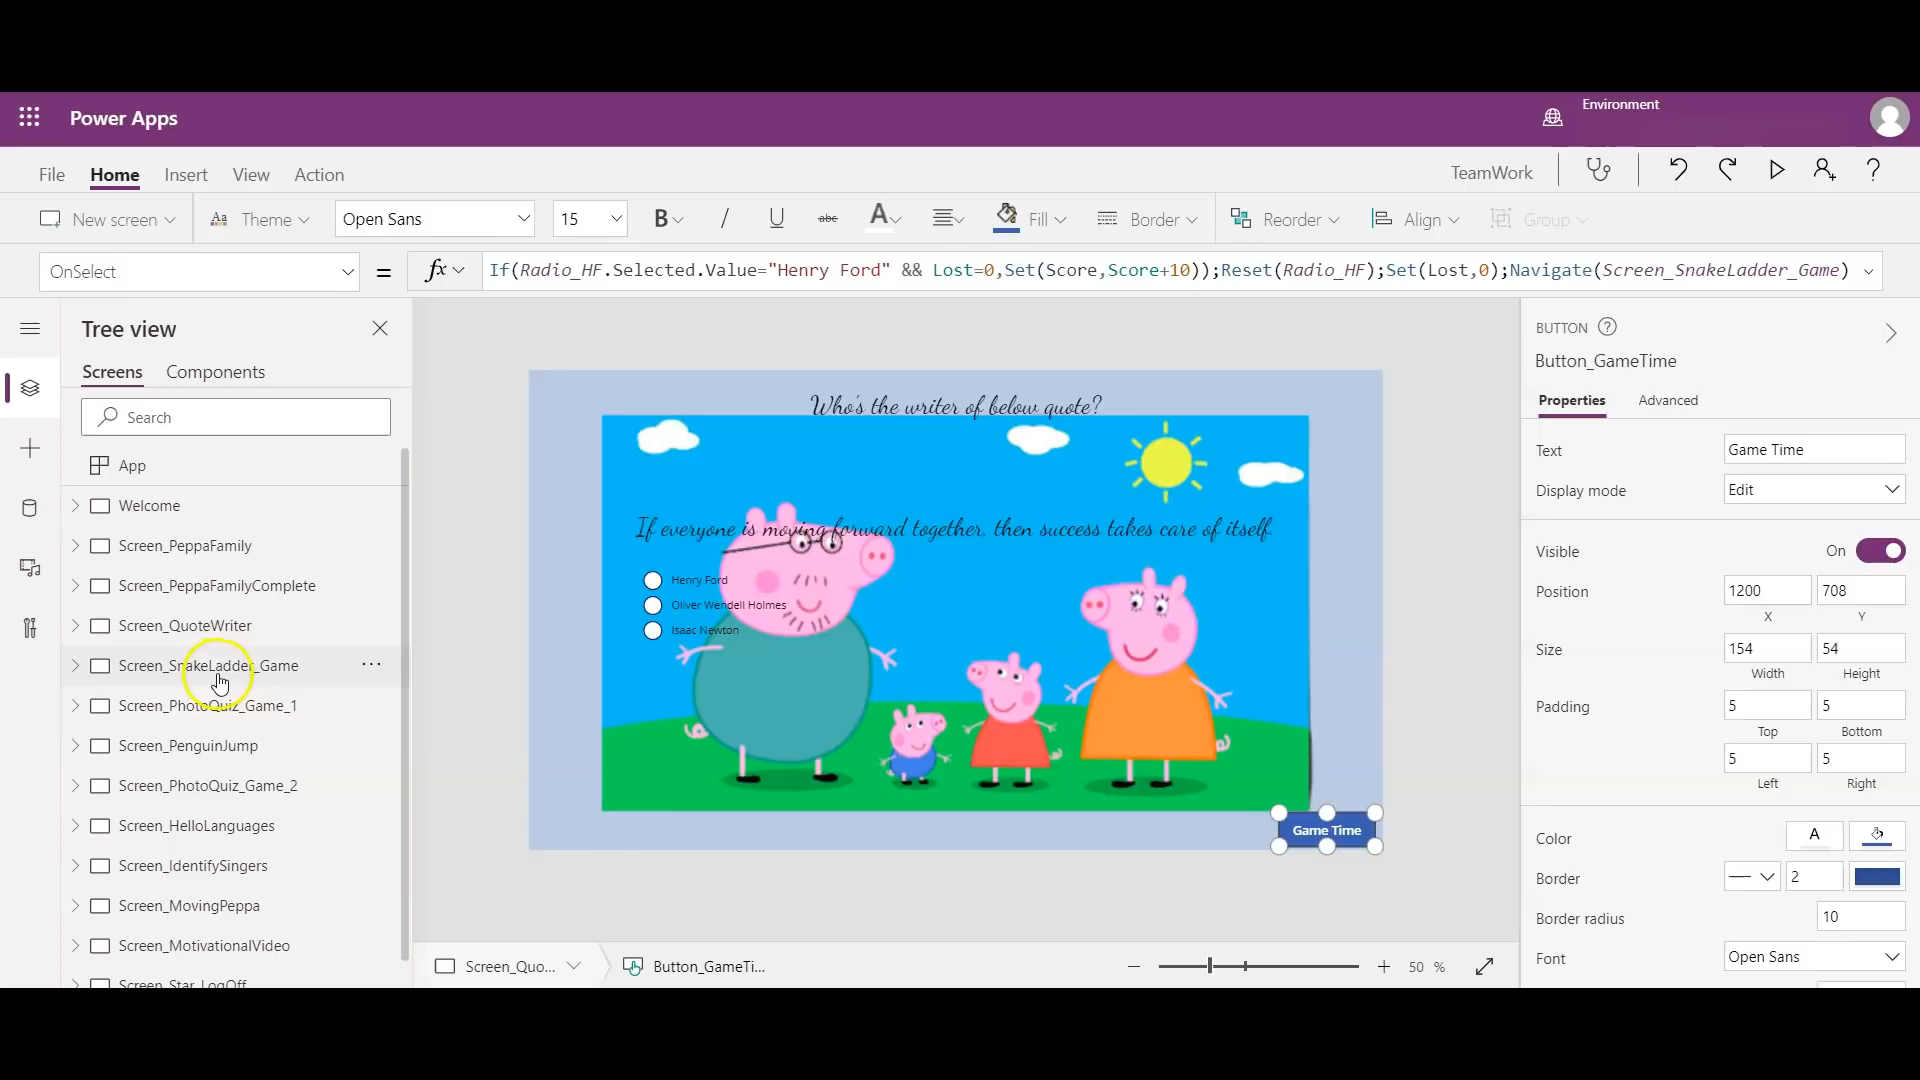 Power Apps
Environment
File Home Insert View Action
TeamWork
New screen Theme Open Sans 15 B / U abc A Fill Border Reorder Align Group
OnSelect = fx If(Radio_HF.Selected.Value="Henry Ford" && Lost=0,Set(Score,Score+10));Reset(Radio_HF);Set(Lost,0);Navigate(Screen_SnakeLadder_Game)
Tree view
Screens Components
Search
App
Welcome
Screen_PeppaFamily
Screen_PeppaFamilyComplete
Screen_QuoteWriter
Screen_SnakeLadder_Game ...
Screen_PhotoQuiz_Game_1
Screen_PenguinJump
Screen_PhotoQuiz_Game_2
Screen_HelloLanguages
Screen_IdentifySingers
Screen_MovingPeppa
Screen_MotivationalVideo
Screen_Star_LogOff
Who's the writer of below quote?
If everyone is moving forward together, then success takes care of itself.
Henry Ford
Oliver Wendell Holmes
Isaac Newton
Game Time
Screen_Quo...
Button_GameTi...
50 %
BUTTON ?
Button_GameTime
Properties Advanced
Text Game Time
Display mode Edit
Visible On
Position 1200 708
X Y
Size 154 54
Width Height
Padding 5 5
Top Bottom
5 5
Left Right
Color A
Border 2
Border radius 10
Font Open Sans